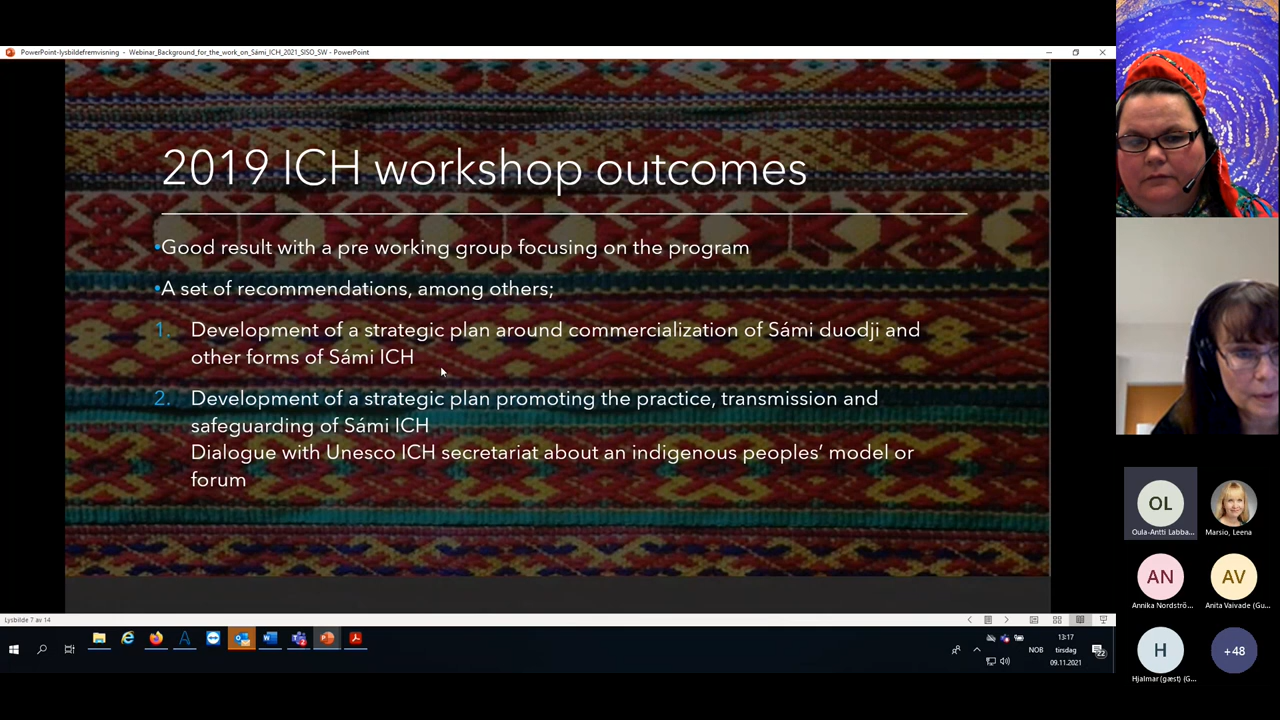 PowerPoint-lysbildefremvisning - Webinar_Background_for_the_work_on_Sámi_ICH_2021_SISO_SW - PowerPoint
2019 ICH workshop outcomes
•Good result with a pre working group focusing on the program
•A set of recommendations, among others;
1. Development of a strategic plan around commercialization of Sámi duodji and
other forms of Sámi ICH
2. Development of a strategic plan promoting the practice, transmission and
safeguarding of Sámi ICH
Dialogue with Unesco ICH secretariat about an indigenous peoples’ model or
forum
Lysbilde 7 av 14
NOB
13:17
tirsdag
09.11.2021
22
OL
Oula-Antti Labba...
Marsio, Leena
AN
Annika Nordströ...
AV
Anita Vaivade (Gu...
H
Hjalmar (gæst) (G...
+48